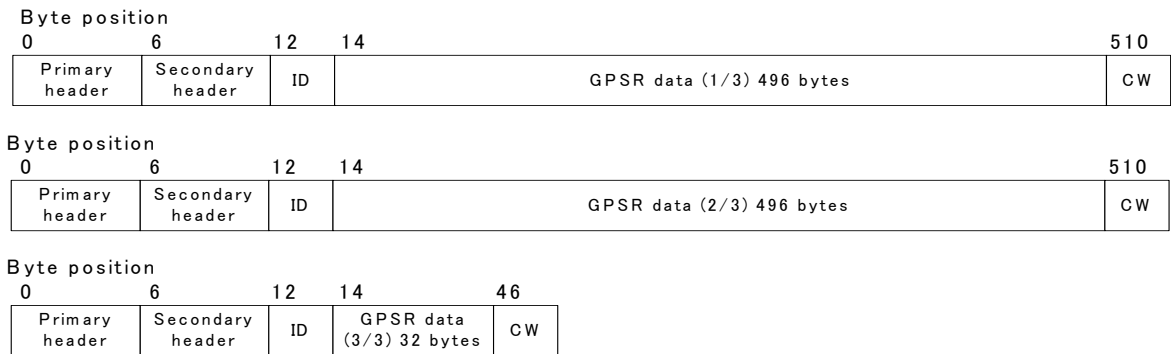 Byte position
0 6 12 14 510
Primary header Secondary header ID GPSR data (1/3) 496 bytes CW
Byte position
0 6 12 14 510
Primary header Secondary header ID GPSR data (2/3) 496 bytes CW
Byte position
0 6 12 14 46
Primary header Secondary header ID GPSR data (3/3) 32 bytes CW